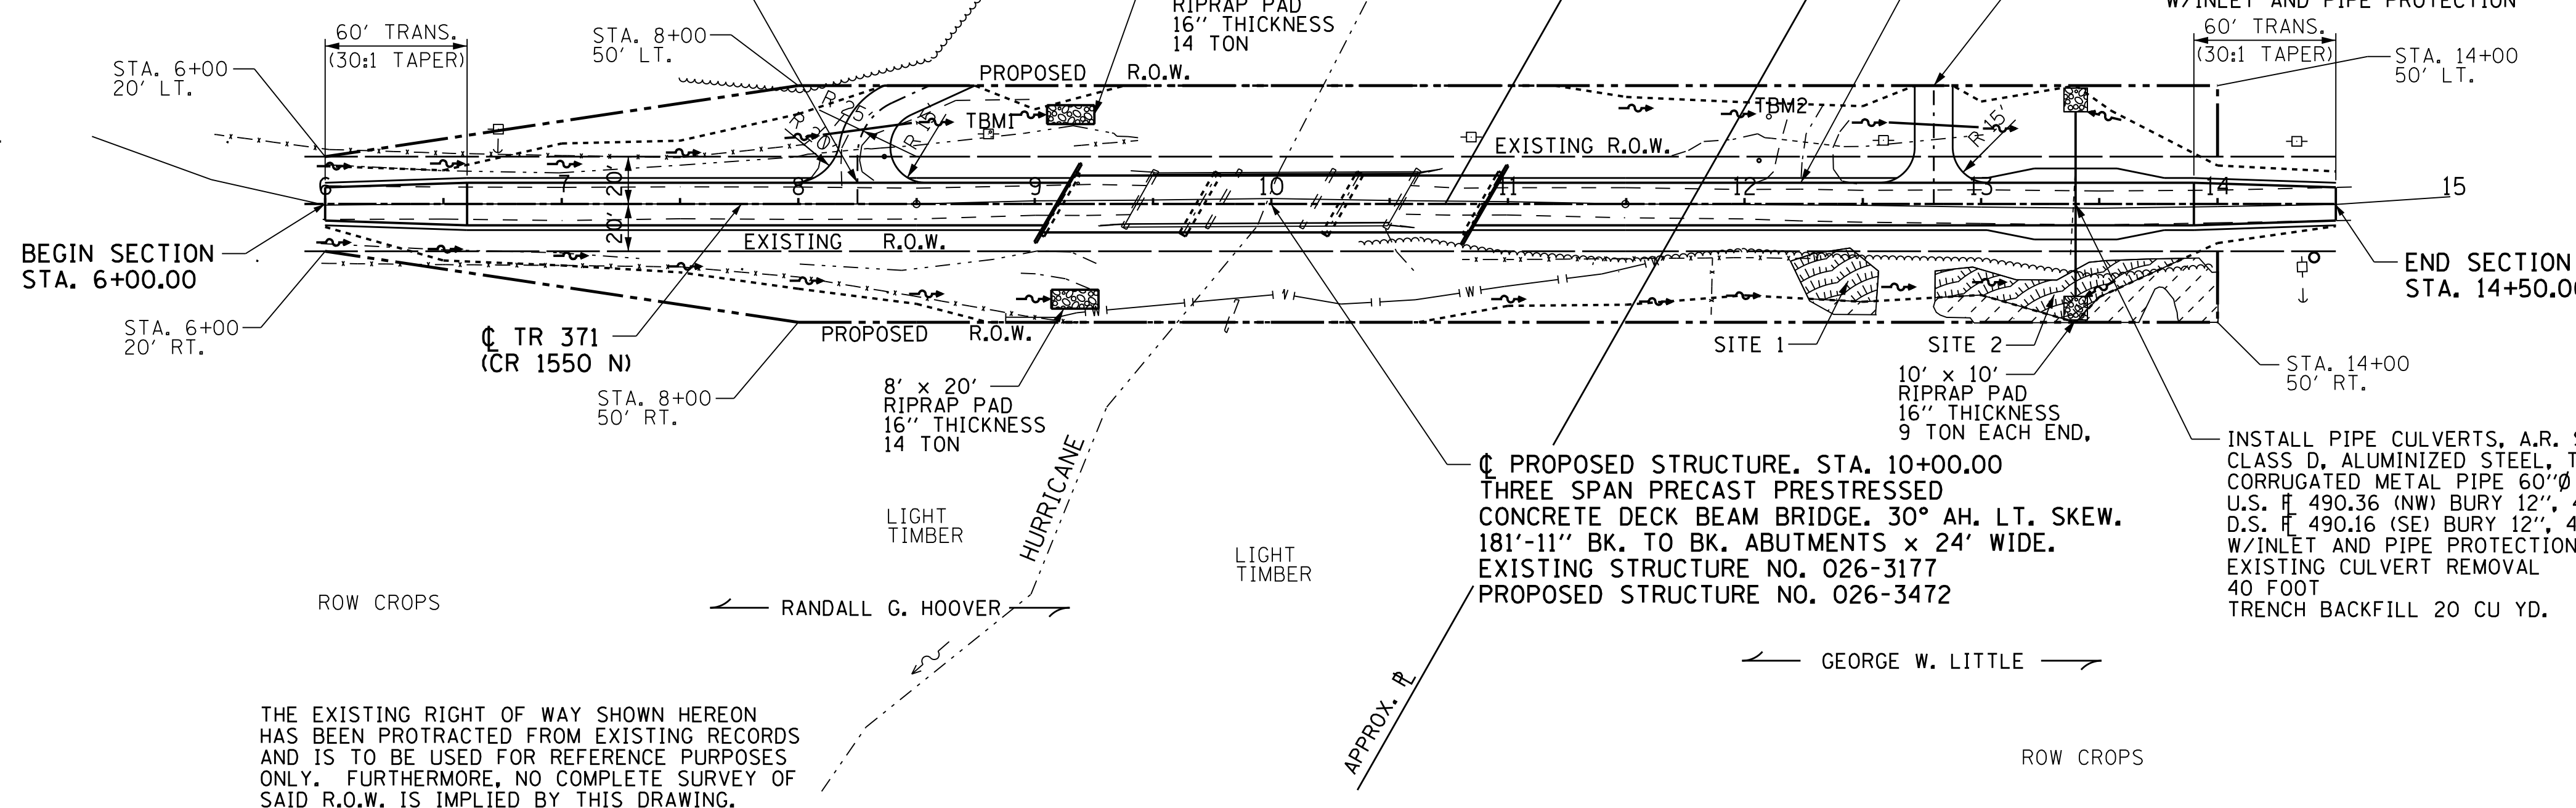 RIPRAP PAD
16" THICKNESS
14 TON
W/INLET AND PIPE PROTECTION
60' TRANS.
(30:1 TAPER)
STA. 8+00
50' LT.
60' TRANS.
(30:1 TAPER)
STA. 6+00
20' LT.
STA. 14+00
50' LT.
PROPOSED R.O.W.
R 25'
R 15'
TBM1
TBM2
R 15'
EXISTING R.O.W.
6
7
8
9
10
11
12
13
14
15
20'
20'
EXISTING R.O.W.
BEGIN SECTION
STA. 6+00.00
END SECTION
STA. 14+50.00
STA. 6+00
20' RT.
℄ TR 371
(CR 1550 N)
PROPOSED R.O.W.
W
W
W
SITE 1
SITE 2
STA. 8+00
50' RT.
8' x 20'
RIPRAP PAD
16" THICKNESS
14 TON
10' x 10'
RIPRAP PAD
16" THICKNESS
9 TON EACH END,
STA. 14+00
50' RT.
HURRICANE
LIGHT
TIMBER
LIGHT
TIMBER
℄ PROPOSED STRUCTURE. STA. 10+00.00
THREE SPAN PRECAST PRESTRESSED
CONCRETE DECK BEAM BRIDGE. 30° AH. LT. SKEW.
181'-11" BK. TO BK. ABUTMENTS x 24' WIDE.
EXISTING STRUCTURE NO. 026-3177
PROPOSED STRUCTURE NO. 026-3472
INSTALL PIPE CULVERTS, A.R.
CLASS D, ALUMINIZED STEEL,
CORRUGATED METAL PIPE 60"Ø
U.S. FL 490.36 (NW) BURY 12",
D.S. FL 490.16 (SE) BURY 12",
W/INLET AND PIPE PROTECTION
EXISTING CULVERT REMOVAL
40 FOOT
TRENCH BACKFILL 20 CU YD.
ROW CROPS
RANDALL G. HOOVER
GEORGE W. LITTLE
APPROX. PL
ROW CROPS
THE EXISTING RIGHT OF WAY SHOWN HEREON
HAS BEEN PROTRACTED FROM EXISTING RECORDS
AND IS TO BE USED FOR REFERENCE PURPOSES
ONLY. FURTHERMORE, NO COMPLETE SURVEY OF
SAID R.O.W. IS IMPLIED BY THIS DRAWING.